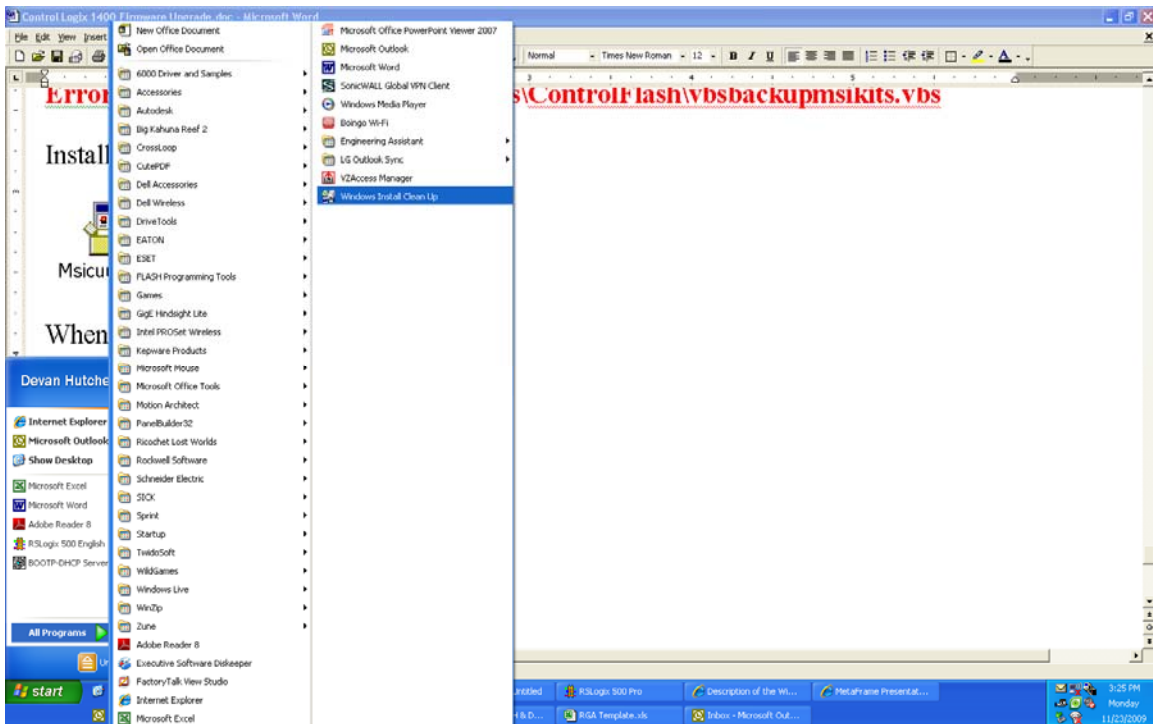 Control Logix 1400 Firmware Upgrade.doc - Microsoft Word
File Edit View Insert
Normal
Times New Roman
12
B I U
3 4 5 6
Error
s\ControlFlash\vbsbackupmsikits.vbs
Install
Msicuu
When
New Office Document
Open Office Document
6000 Driver and Samples
Accessories
Autodesk
Big Kahuna Reef 2
CrossLoop
CutePDF
Dell Accessories
Dell Wireless
DriveTools
EATON
ESET
FLASH Programming Tools
Games
GigE Hindsight Lite
Intel PROSet Wireless
Kepware Products
Microsoft Mouse
Microsoft Office Tools
Motion Architect
PanelBuilder32
Ricochet Lost Worlds
Rockwell Software
Schneider Electric
SICK
Sprint
Startup
TwidoSoft
WildGames
Windows Live
WinZip
Zune
Adobe Reader 8
Executive Software Diskeeper
FactoryTalk View Studio
Internet Explorer
Microsoft Excel
Microsoft Office PowerPoint Viewer 2007
Microsoft Outlook
Microsoft Word
SonicWALL Global VPN Client
Windows Media Player
Boingo Wi-Fi
Engineering Assistant
LG Outlook Sync
VZAccess Manager
Windows Install Clean Up
Devan Hutche
Internet Explorer
Microsoft Outlook
Show Desktop
Microsoft Excel
Microsoft Word
Adobe Reader 8
RSLogix 500 English
BOOTP-DHCP Server
All Programs
start
RSLogix 500 Pro
Description of the Wi...
MetaFrame Presentat...
RGA Template.xls
Inbox - Microsoft Out...
3:25 PM
Monday
11/23/2009